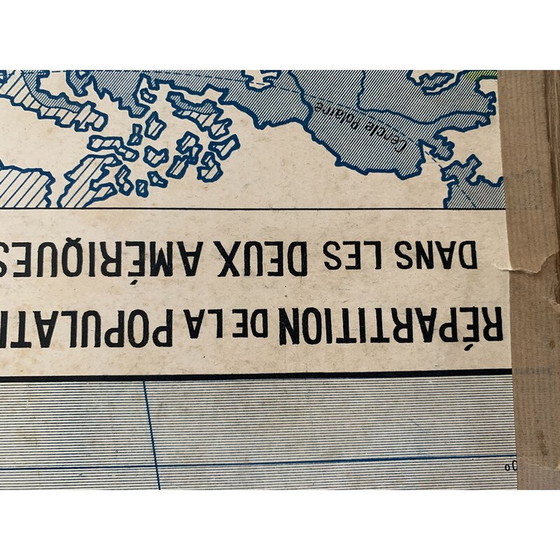 RÉPARTITION DE LA POPULATI
DANS LES DEUX AMÉRIQUES
Cercle Polaire